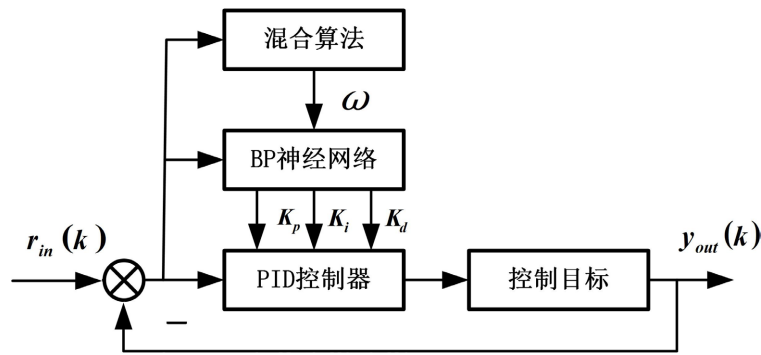 混合算法
ω
BP神经网络
Kp Ki Kd
rin(k)
yout(k)
PID控制器
控制目标
−